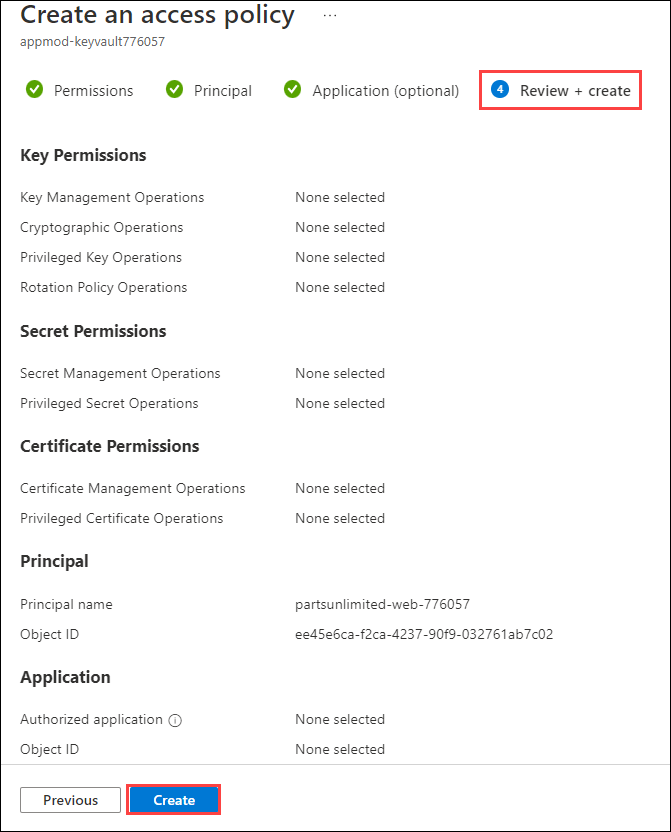 Create an access policy ...
appmod-keyvault776057
Permissions Principal Application (optional) 4 Review + create
Key Permissions
Key Management Operations None selected
Cryptographic Operations None selected
Privileged Key Operations None selected
Rotation Policy Operations None selected
Secret Permissions
Secret Management Operations None selected
Privileged Secret Operations None selected
Certificate Permissions
Certificate Management Operations None selected
Privileged Certificate Operations None selected
Principal
Principal name partsunlimited-web-776057
Object ID ee45e6ca-f2ca-4237-90f9-032761ab7c02
Application
Authorized application None selected
Object ID None selected
Previous Create